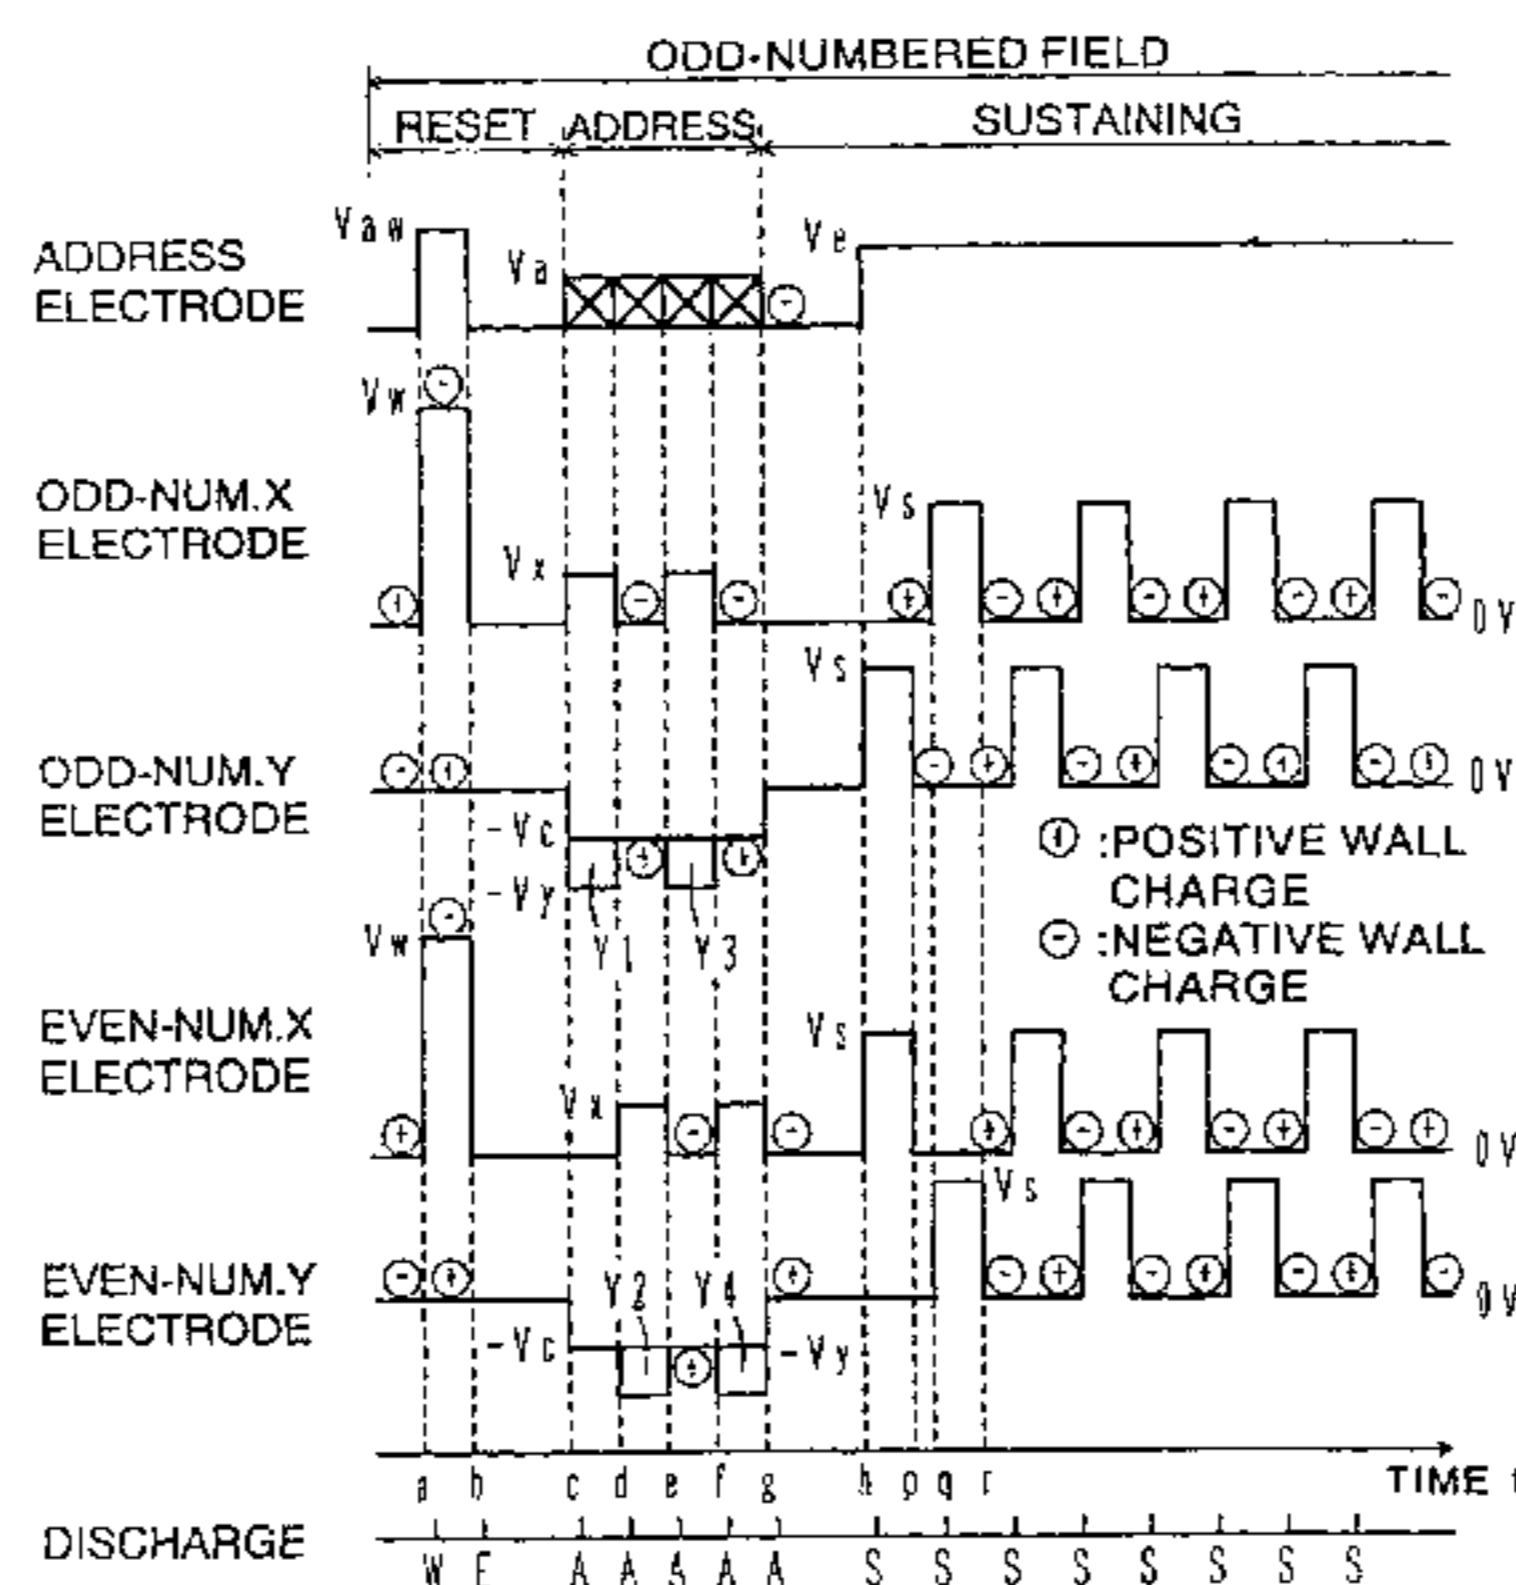 ODD-NUMBERED FIELD
RESET ADDRESS SUSTAINING
Vaw
Va
Ve
ADDRESS
ELECTRODE
Vw
ODD-NUM.X
ELECTRODE
Vx
Vs
0V
Vs
ODD-NUM.Y
ELECTRODE
0V
-Vc
-Vy
Y1 Y3
:POSITIVE WALL
CHARGE
:NEGATIVE WALL
CHARGE
Vw
EVEN-NUM.X
ELECTRODE
Vs
Vx
0V
Vs
EVEN-NUM.Y
ELECTRODE
Y2 Y4
0V
-Vc
-Vy
a b c d e f g h p q r
TIME t
DISCHARGE
W E A A A A A S S S S S S S S